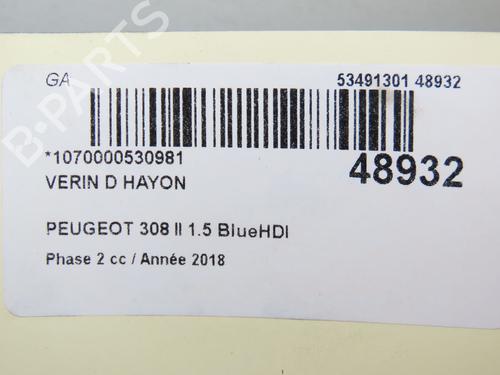 GA
53491301 48932
*1070000530981
48932
VERIN D HAYON
PEUGEOT 308 II 1.5 BlueHDI
Phase 2 cc / Année 2018
B-PARTS